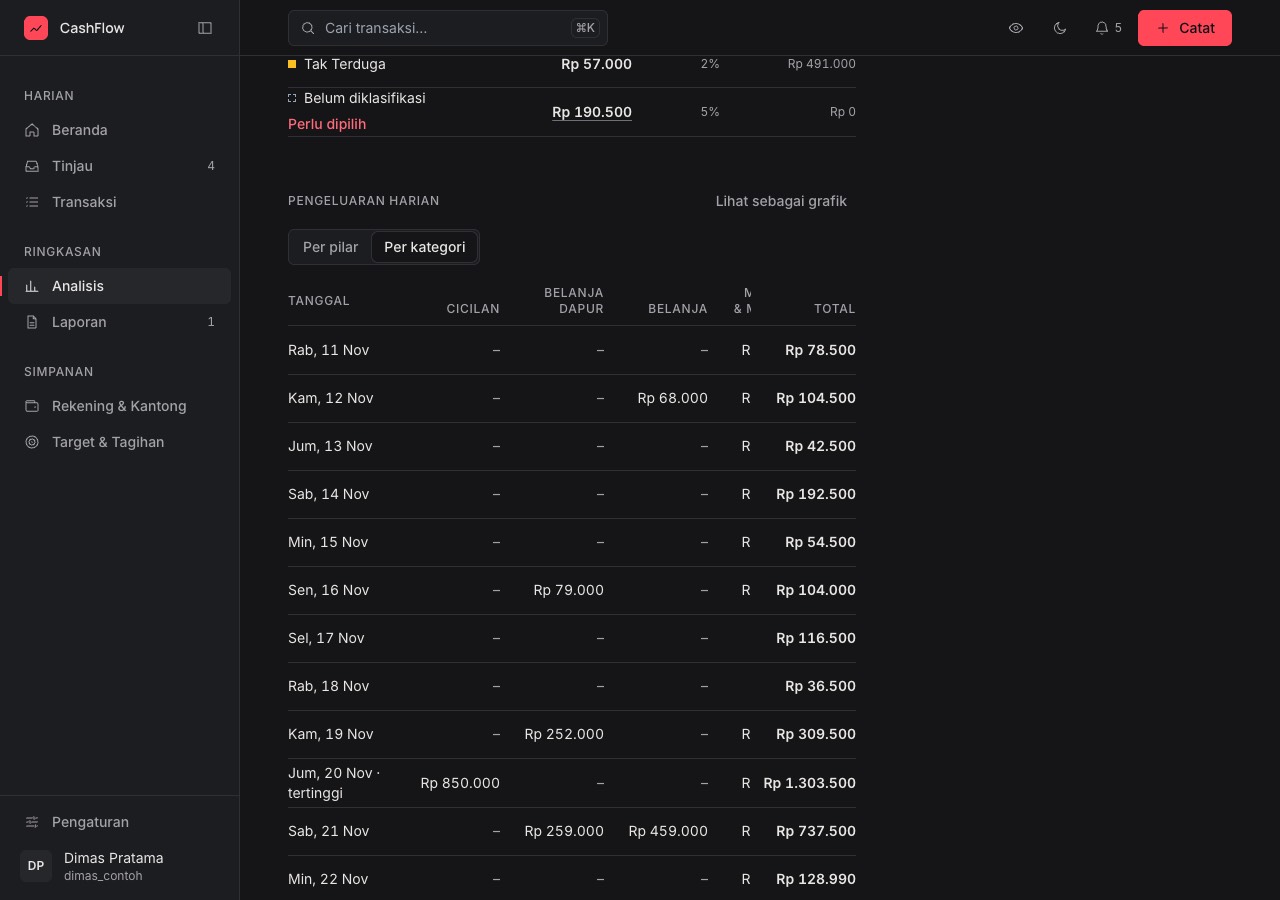 CashFlow
Cari transaksi...
⌘K
5
Catat
HARIAN
Beranda
Tinjau 4
Transaksi
RINGKASAN
Analisis
Laporan 1
SIMPANAN
Rekening & Kantong
Target & Tagihan
Pengaturan
DP
Dimas Pratama
dimas_contoh
Tak Terduga Rp 57.000 2% Rp 491.000
Belum diklasifikasi Rp 190.500 5% Rp 0
Perlu dipilih
PENGELUARAN HARIAN
Lihat sebagai grafik
Per pilar Per kategori
TANGGAL CICILAN BELANJA DAPUR BELANJA & TOTAL
Rab, 11 Nov – – – R Rp 78.500
Kam, 12 Nov – – Rp 68.000 R Rp 104.500
Jum, 13 Nov – – – R Rp 42.500
Sab, 14 Nov – – – R Rp 192.500
Min, 15 Nov – – – R Rp 54.500
Sen, 16 Nov – Rp 79.000 – R Rp 104.000
Sel, 17 Nov – – – Rp 116.500
Rab, 18 Nov – – – Rp 36.500
Kam, 19 Nov – Rp 252.000 – R Rp 309.500
Jum, 20 Nov · tertinggi Rp 850.000 – – R Rp 1.303.500
Sab, 21 Nov – Rp 259.000 Rp 459.000 R Rp 737.500
Min, 22 Nov – – – R Rp 128.990